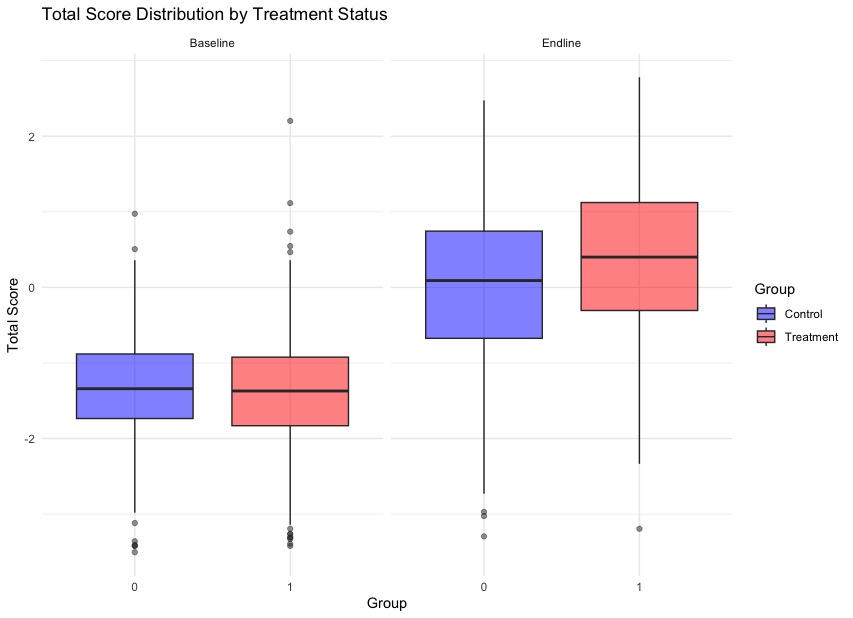 Total Score Distribution by Treatment Status
Baseline
Endline
Total Score
2
0
-2
0
1
0
1
Group
Group
Control
Treatment